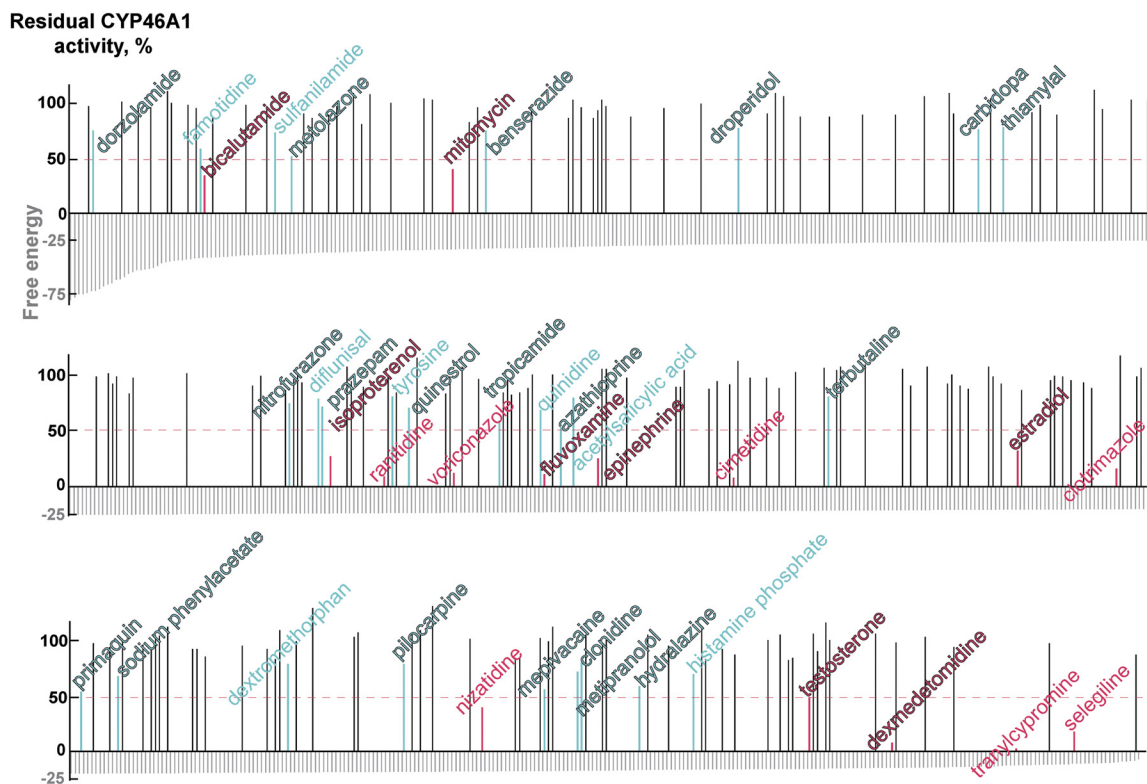 Residual CYP46A1
activity, %
100
50
0
-25
-75
Free energy
dorzolamide
famotidine
bicalutamide
sulfanilamide
metolazone
mitomycin
benserazide
droperidol
carbidopa
thiamylal
100
50
0
-25
nitrofurazone
diflunisal
prazepam
isoproterenol
ranitidine
tyrosine
quinestrol
voriconazole
tropicamide
quinidine
fluvoxamine
azathioprine
acetylsalicylic acid
epinephrine
cimetidine
terbutaline
estradiol
clotrimazole
100
50
0
-25
primaquin
sodium phenylacetate
dextromethorphan
pilocarpine
nizatidine
mepivacaine
clonidine
metipranolol
hydralazine
histamine phosphate
testosterone
dexmedetomidine
tranylcypromine
selegiline